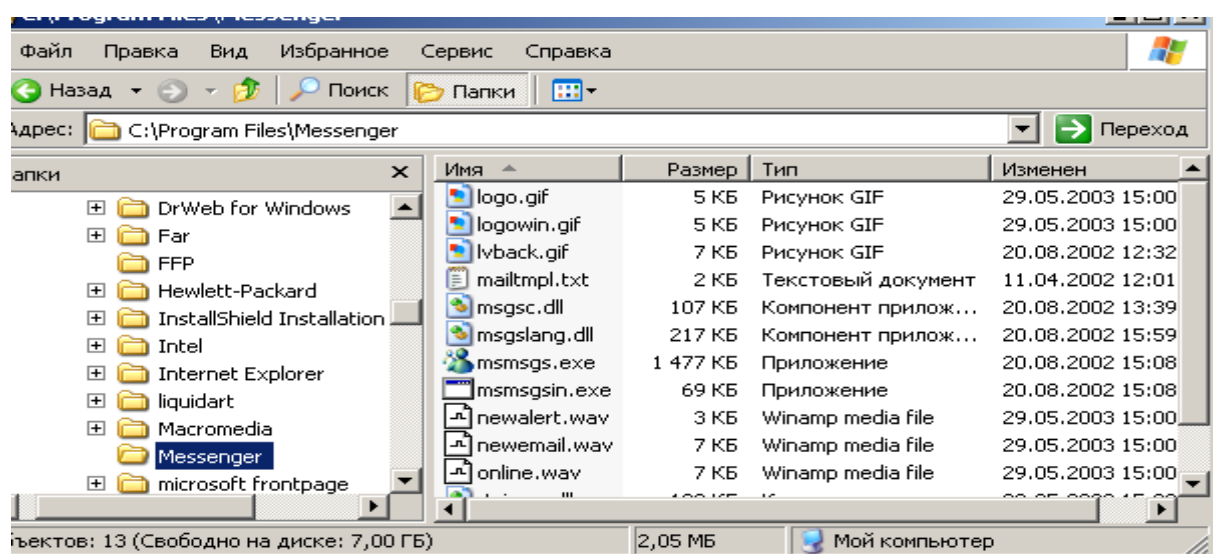 C:\Program Files\Messenger
Файл Правка Вид Избранное Сервис Справка
Назад Поиск Папки
Адрес: C:\Program Files\Messenger Переход
апки
Имя Размер Тип Изменен
DrWeb for Windows
Far
FFP
Hewlett-Packard
InstallShield Installation
Intel
Internet Explorer
liquidart
Macromedia
Messenger
microsoft frontpage
logo.gif 5 КБ Рисунок GIF 29.05.2003 15:00
logowin.gif 5 КБ Рисунок GIF 29.05.2003 15:00
lvback.gif 7 КБ Рисунок GIF 20.08.2002 12:32
mailtmpl.txt 2 КБ Текстовый документ 11.04.2002 12:01
msgsc.dll 107 КБ Компонент прилож... 20.08.2002 13:39
msgslang.dll 217 КБ Компонент прилож... 20.08.2002 15:59
msmsgs.exe 1 477 КБ Приложение 20.08.2002 15:08
msmsgsin.exe 69 КБ Приложение 20.08.2002 15:08
newalert.wav 3 КБ Winamp media file 29.05.2003 15:00
newemail.wav 7 КБ Winamp media file 29.05.2003 15:00
online.wav 7 КБ Winamp media file 29.05.2003 15:00
ъектов: 13 (Свободно на диске: 7,00 ГБ) 2,05 МБ Мой компьютер